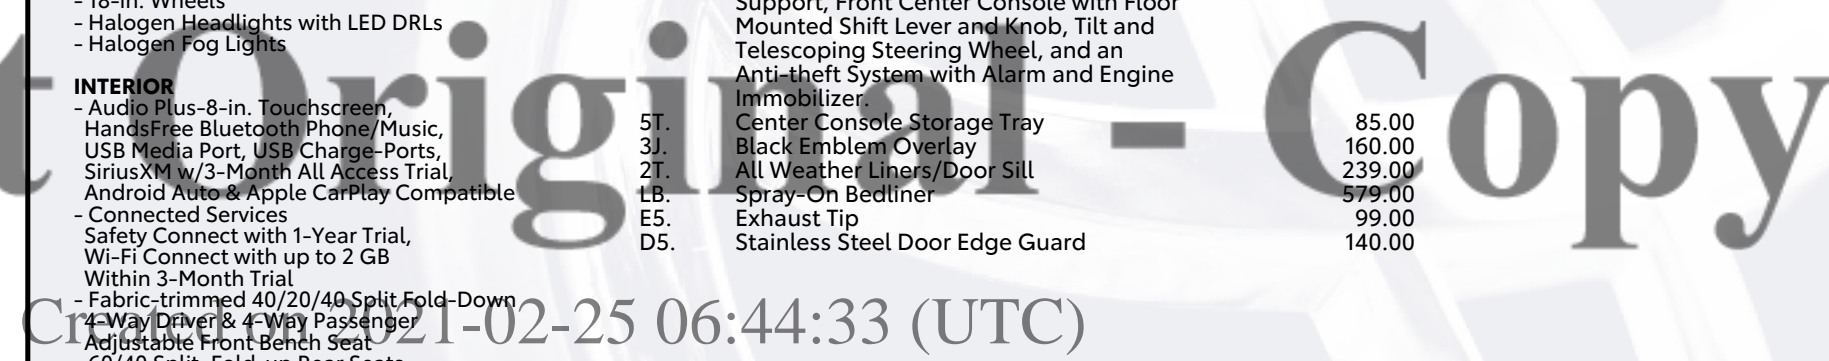 - 18-in. Wheels
- Halogen Headlights with LED DRLs
- Halogen Fog Lights
INTERIOR
- Audio Plus-8-in. Touchscreen,
HandsFree Bluetooth Phone/Music,
USB Media Port, USB Charge-Ports,
SiriusXM w/3-Month All Access Trial,
Android Auto & Apple CarPlay Compatible
- Connected Services
Safety Connect with 1-Year Trial,
Wi-Fi Connect with up to 2 GB
Within 3-Month Trial
- Fabric-trimmed 40/20/40 Split Fold-Down
4-Way Driver & 4-Way Passenger
Adjustable Front Bench Seat
- 60/40 Split, Fold-up Rear Seats
Support, Front Center Console with Floor
Mounted Shift Lever and Knob, Tilt and
Telescoping Steering Wheel, and an
Anti-theft System with Alarm and Engine
Immobilizer.
5T. Center Console Storage Tray 85.00
3J. Black Emblem Overlay 160.00
2T. All Weather Liners/Door Sill 239.00
LB. Spray-On Bedliner 579.00
E5. Exhaust Tip 99.00
D5. Stainless Steel Door Edge Guard 140.00
t Original - Copy
Created on 2021-02-25 06:44:33 (UTC)